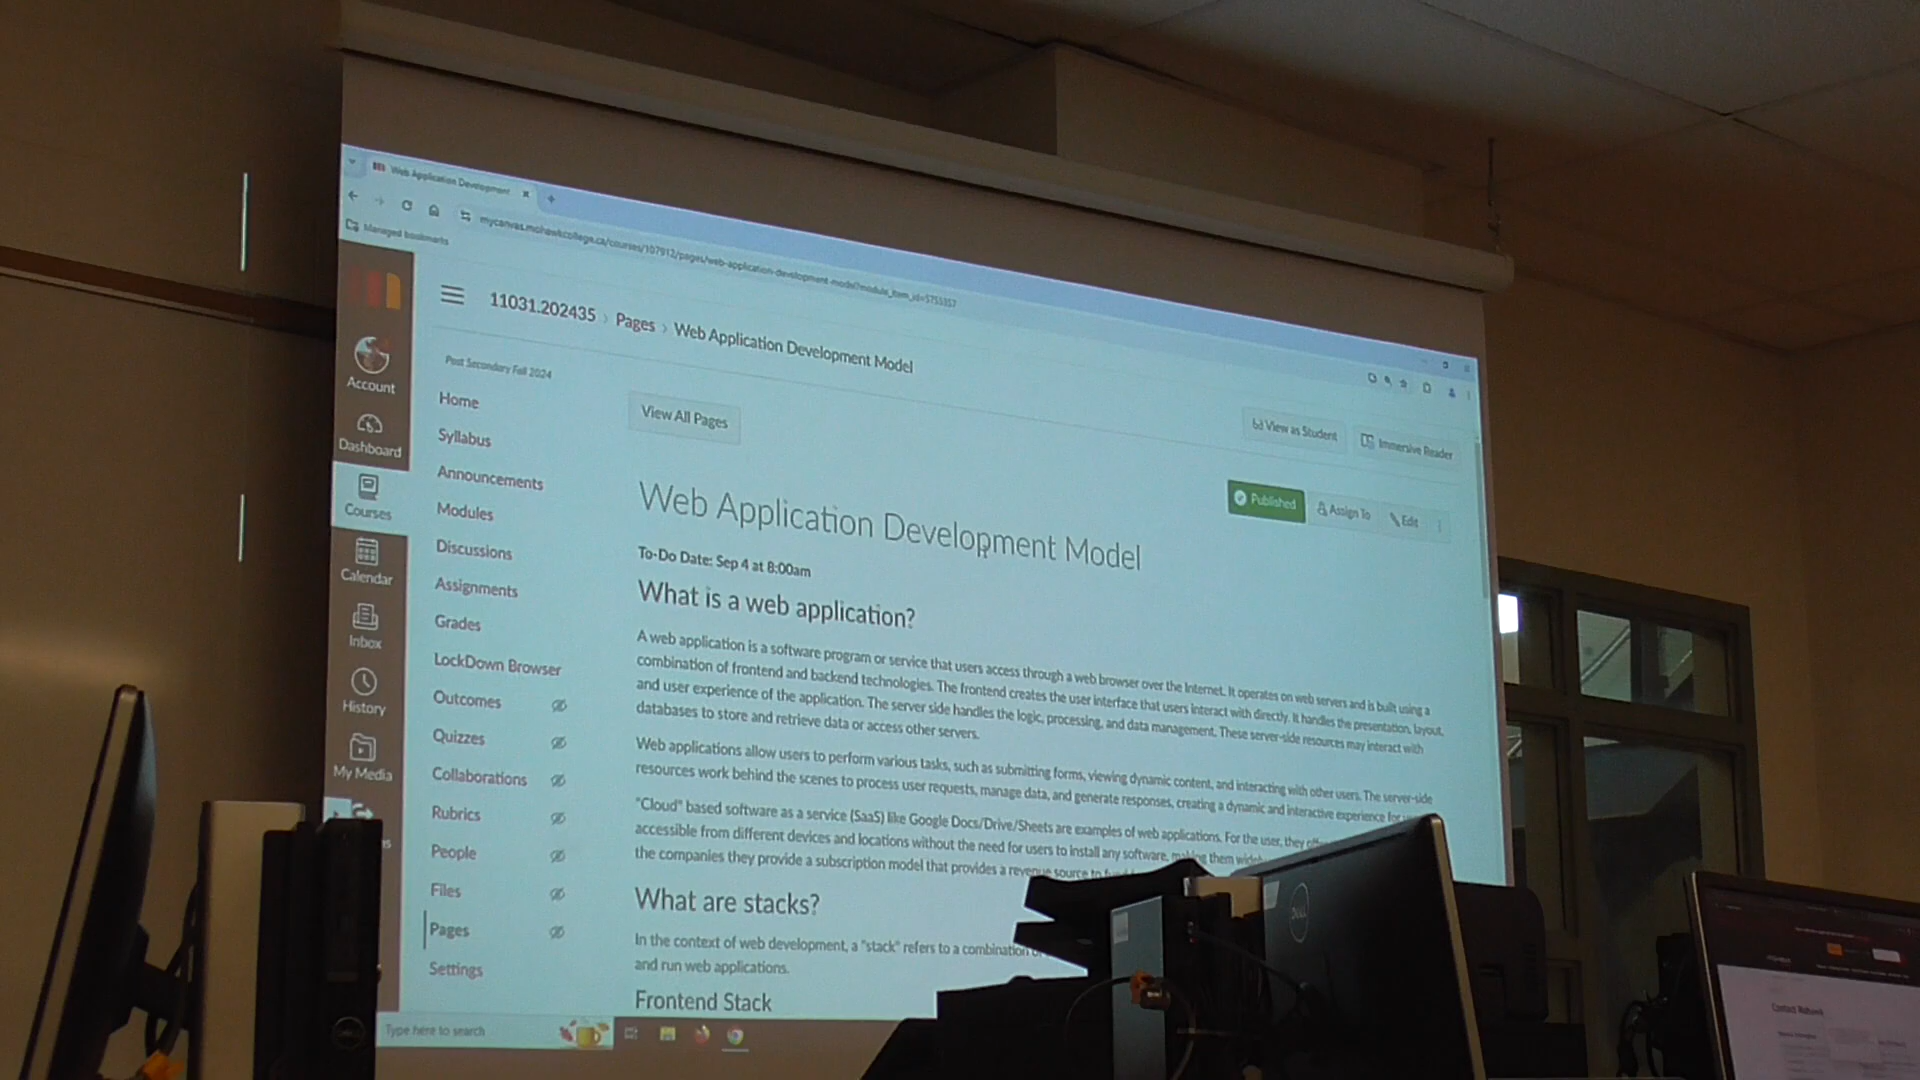 Web Application Development
mycanvas.mohawkcollege.ca/courses/107912/pages/web-application-development-model?module_item_id=5755357
Managed bookmarks
11031.202435 › Pages › Web Application Development Model
Post Secondary Fall 2024
Account
Dashboard
Courses
Calendar
Inbox
History
My Media
Home
Syllabus
Announcements
Modules
Discussions
Assignments
Grades
LockDown Browser
Outcomes
Quizzes
Collaborations
Rubrics
People
Files
Pages
Settings
View All Pages
View as Student
Immersive Reader
Published
Assign To
Edit
Web Application Development Model
To-Do Date: Sep 4 at 8:00am
What is a web application?
A web application is a software program or service that users access through a web browser over the Internet. It operates on web servers and is built using a
combination of frontend and backend technologies. The frontend creates the user interface that users interact with directly. It handles the presentation, layout,
and user experience of the application. The server side handles the logic, processing, and data management. These server-side resources may interact with
databases to store and retrieve data or access other servers.
Web applications allow users to perform various tasks, such as submitting forms, viewing dynamic content, and interacting with other users. The server-side
resources work behind the scenes to process user requests, manage data, and generate responses, creating a dynamic and interactive experience for
"Cloud" based software as a service (SaaS) like Google Docs/Drive/Sheets are examples of web applications. For the user, they
accessible from different devices and locations without the need for users to install any software, making them
the companies they provide a subscription model that provides a revenue source to
What are stacks?
In the context of web development, a "stack" refers to a combination
and run web applications.
Frontend Stack
Type here to search
DELL